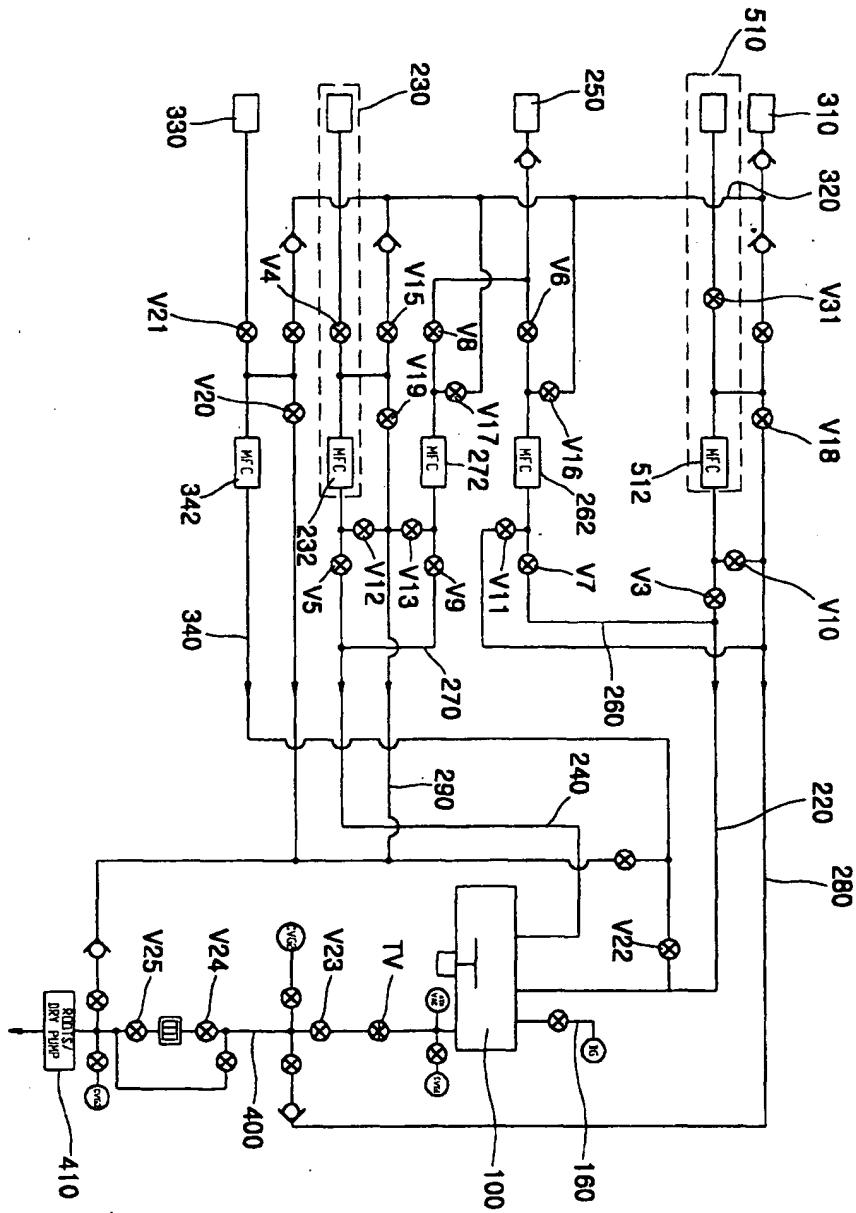 510
310
320
V31
V18
MFC
512
V3
V10
220
280
250
V6
V8
V16
V17
MFC
262
MFC
272
V7
V11
V9
260
270
230
V4
V15
V19
MFC
232
V12
V13
V5
290
240
330
V21
V20
MFC
342
340
V22
V23
TV
V24
V25
400
100
160
ROOTS/
DRY PUMP
410